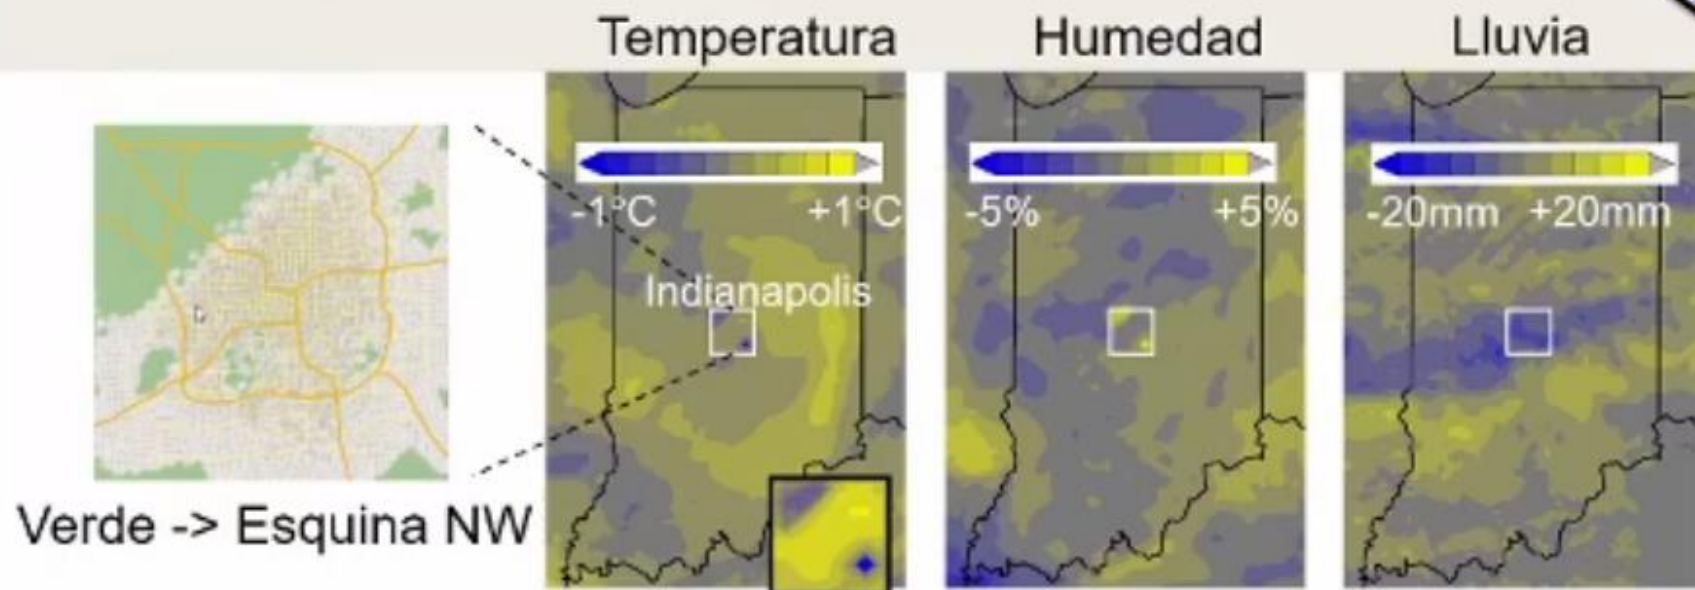 Temperatura
Humedad
Lluvia
-1°C
+1°C
-5%
+5%
-20mm
+20mm
Indianapolis
Verde -> Esquina NW